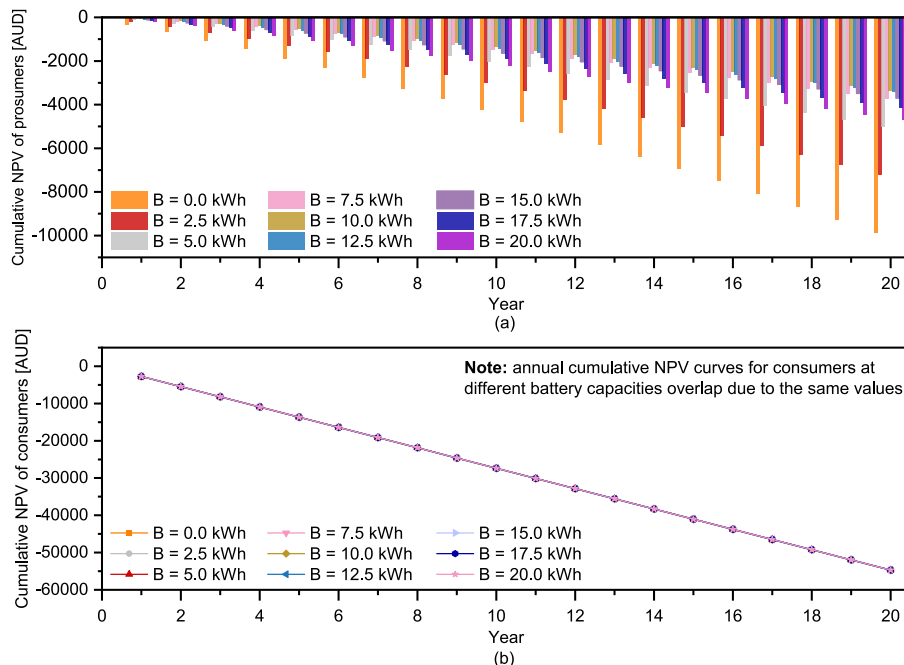 Cumulative NPV of prosumers [AUD]
0
-2000
-4000
-6000
-8000
-10000
B = 0.0 kWh
B = 7.5 kWh
B = 15.0 kWh
B = 2.5 kWh
B = 10.0 kWh
B = 17.5 kWh
B = 5.0 kWh
B = 12.5 kWh
B = 20.0 kWh
0 2 4 6 8 10 12 14 16 18 20
Year
(a)
Cumulative NPV of consumers [AUD]
0
-10000
-20000
-30000
-40000
-50000
-60000
Note: annual cumulative NPV curves for consumers at
different battery capacities overlap due to the same values
B = 0.0 kWh
B = 7.5 kWh
B = 15.0 kWh
B = 2.5 kWh
B = 10.0 kWh
B = 17.5 kWh
B = 5.0 kWh
B = 12.5 kWh
B = 20.0 kWh
0 2 4 6 8 10 12 14 16 18 20
Year
(b)